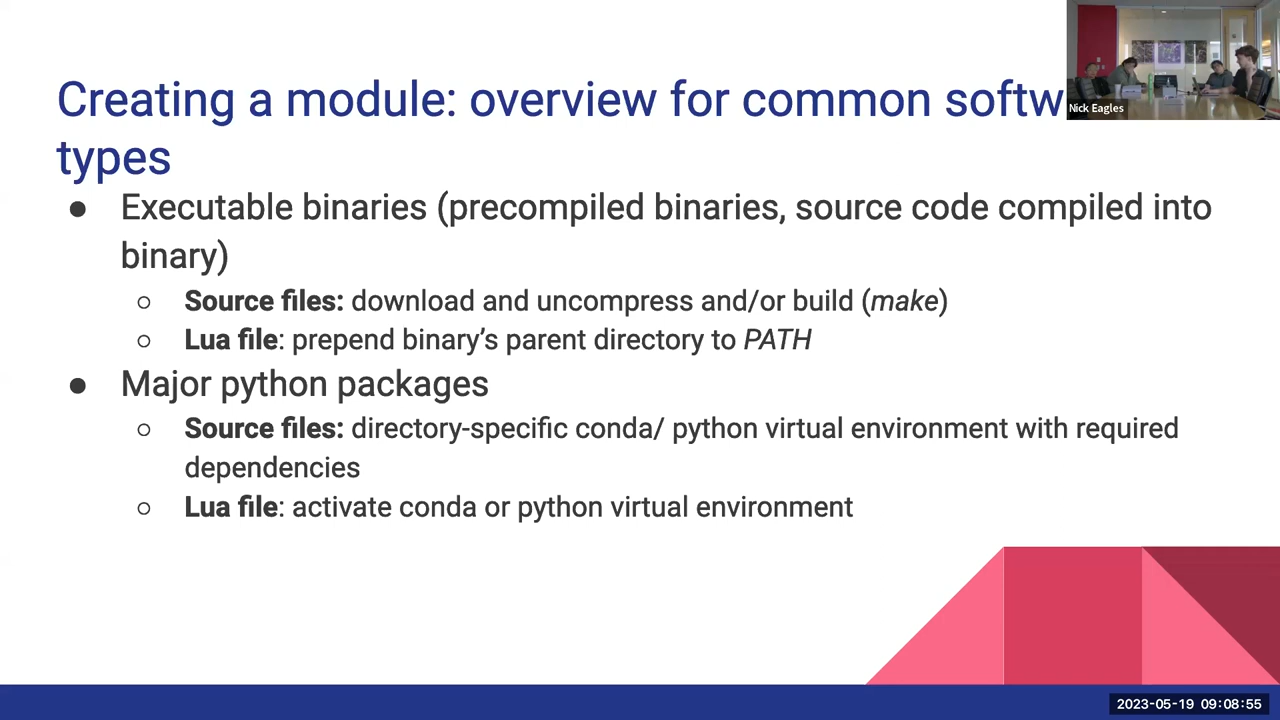 Creating a module: overview for common softw
types
● Executable binaries (precompiled binaries, source code compiled into
binary)
○ Source files: download and uncompress and/or build (make)
○ Lua file: prepend binary’s parent directory to PATH
● Major python packages
○ Source files: directory-specific conda/ python virtual environment with required
dependencies
○ Lua file: activate conda or python virtual environment
Nick Eagles
2023-05-19 09:08:55